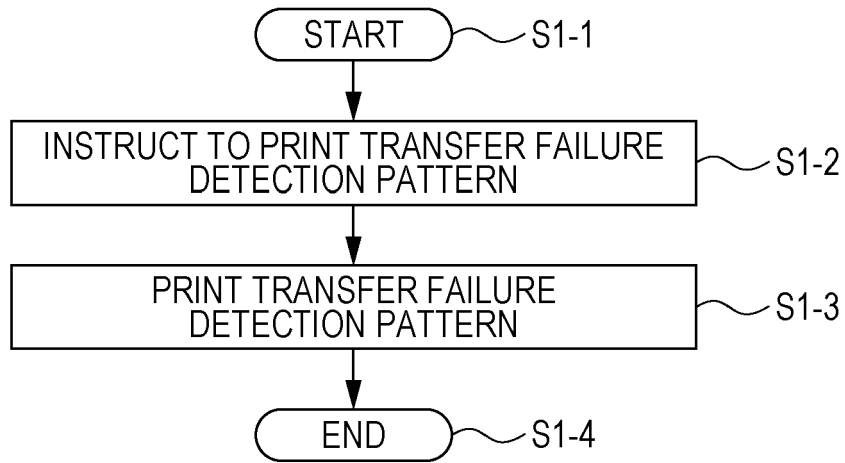 START
S1-1
INSTRUCT TO PRINT TRANSFER FAILURE
DETECTION PATTERN
S1-2
PRINT TRANSFER FAILURE
DETECTION PATTERN
S1-3
END
S1-4